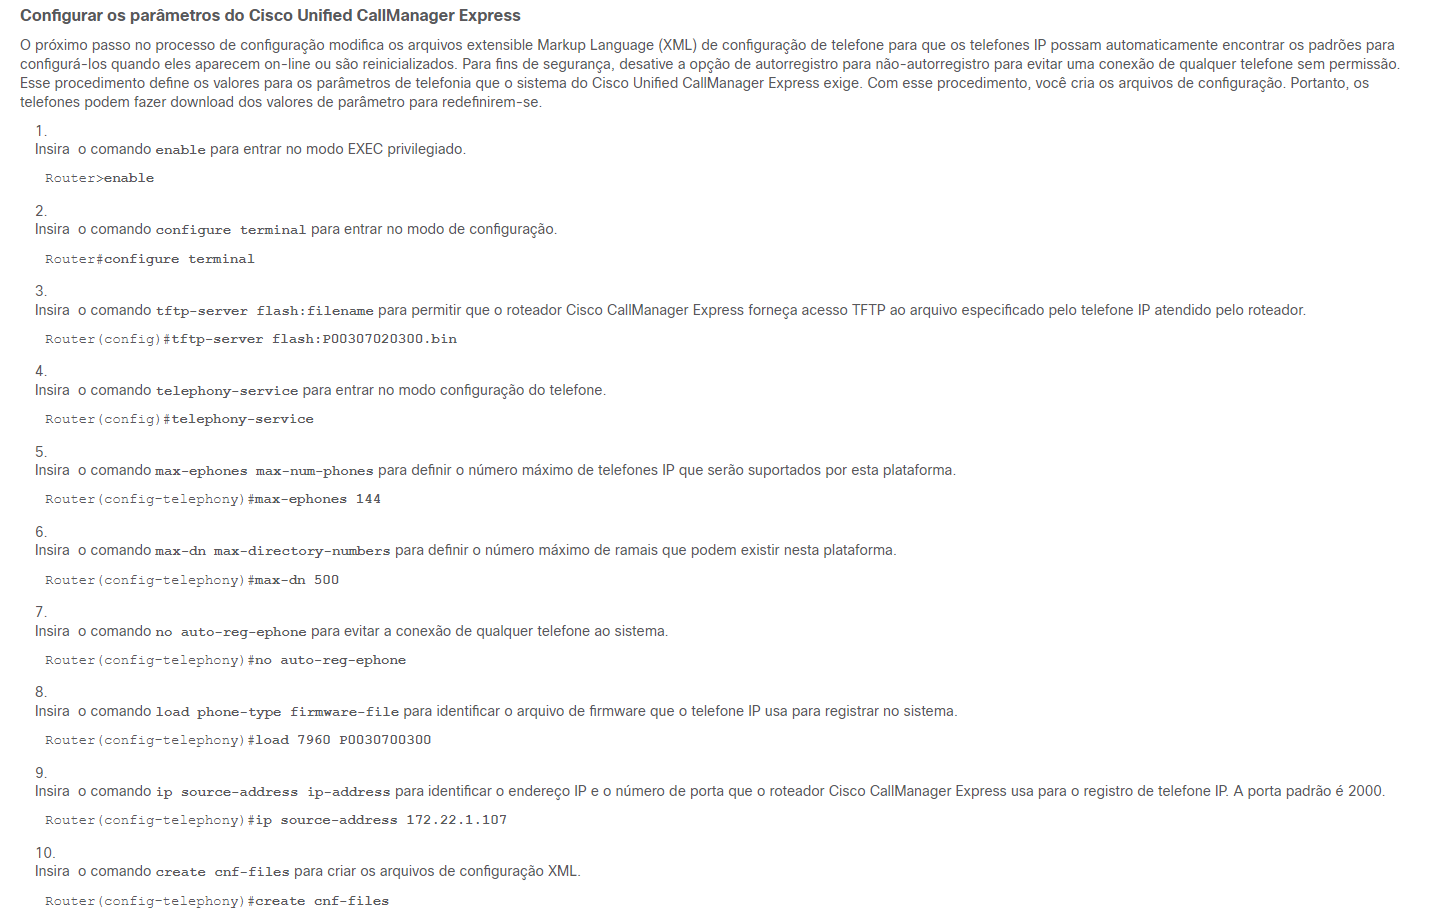 Configurar os parâmetros do Cisco Unified CallManager Express
O próximo passo no processo de configuração modifica os arquivos extensible Markup Language (XML) de configuração de telefone para que os telefones IP possam automaticamente encontrar os padrões para
configurá-los quando eles aparecem on-line ou são reinicializados. Para fins de segurança, desative a opção de autorregistro para não-autorregistro para evitar uma conexão de qualquer telefone sem permissão.
Esse procedimento define os valores para os parâmetros de telefonia que o sistema do Cisco Unified CallManager Express exige. Com esse procedimento, você cria os arquivos de configuração. Portanto, os
telefones podem fazer download dos valores de parâmetro para redefinirem-se.
1.
Insira o comando enable para entrar no modo EXEC privilegiado.
Router>enable
2.
Insira o comando configure terminal para entrar no modo de configuração.
Router#configure terminal
3.
Insira o comando tftp-server flash:filename para permitir que o roteador Cisco CallManager Express forneça acesso TFTP ao arquivo especificado pelo telefone IP atendido pelo roteador.
Router(config)#tftp-server flash:P00307020300.bin
4.
Insira o comando telephony-service para entrar no modo configuração do telefone.
Router(config)#telephony-service
5.
Insira o comando max-ephones max-num-phones para definir o número máximo de telefones IP que serão suportados por esta plataforma.
Router(config-telephony)#max-ephones 144
6.
Insira o comando max-dn max-directory-numbers para definir o número máximo de ramais que podem existir nesta plataforma.
Router(config-telephony)#max-dn 500
7.
Insira o comando no auto-reg-ephone para evitar a conexão de qualquer telefone ao sistema.
Router(config-telephony)#no auto-reg-ephone
8.
Insira o comando load phone-type firmware-file para identificar o arquivo de firmware que o telefone IP usa para registrar no sistema.
Router(config-telephony)#load 7960 P0030700300
9.
Insira o comando ip source-address ip-address para identificar o endereço IP e o número de porta que o roteador Cisco CallManager Express usa para o registro de telefone IP. A porta padrão é 2000.
Router(config-telephony)#ip source-address 172.22.1.107
10.
Insira o comando create cnf-files para criar os arquivos de configuração XML.
Router(config-telephony)#create cnf-files